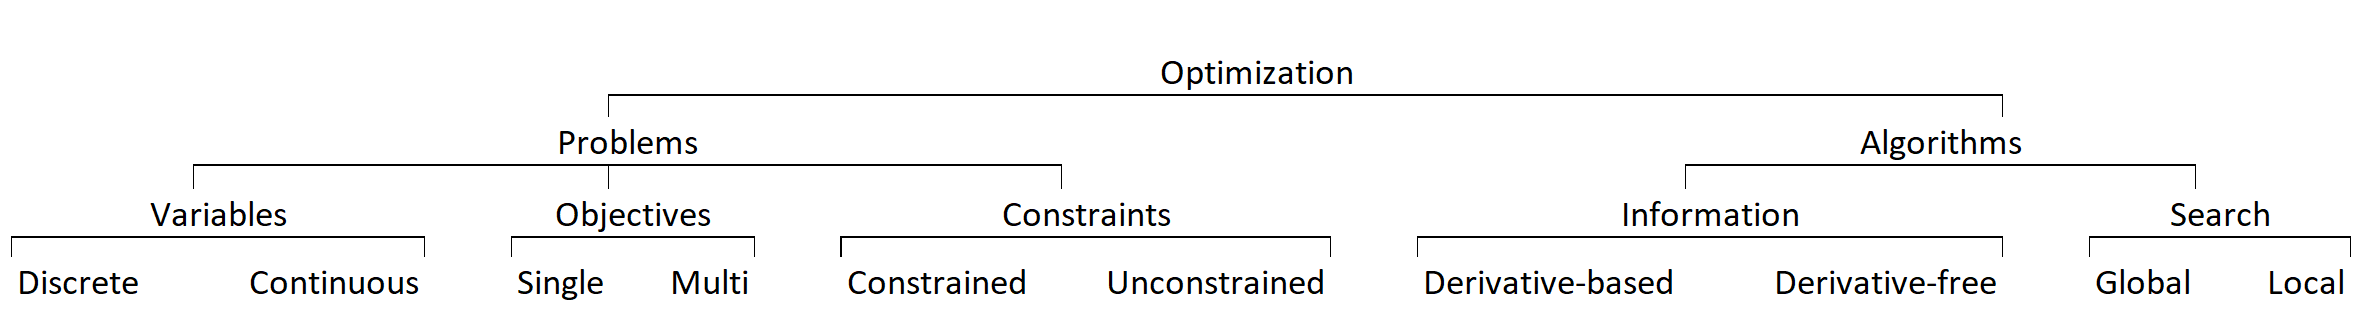 Optimization
Problems Algorithms
Variables Objectives Constraints Information Search
Discrete Continuous Single Multi Constrained Unconstrained Derivative-based Derivative-free Global Local